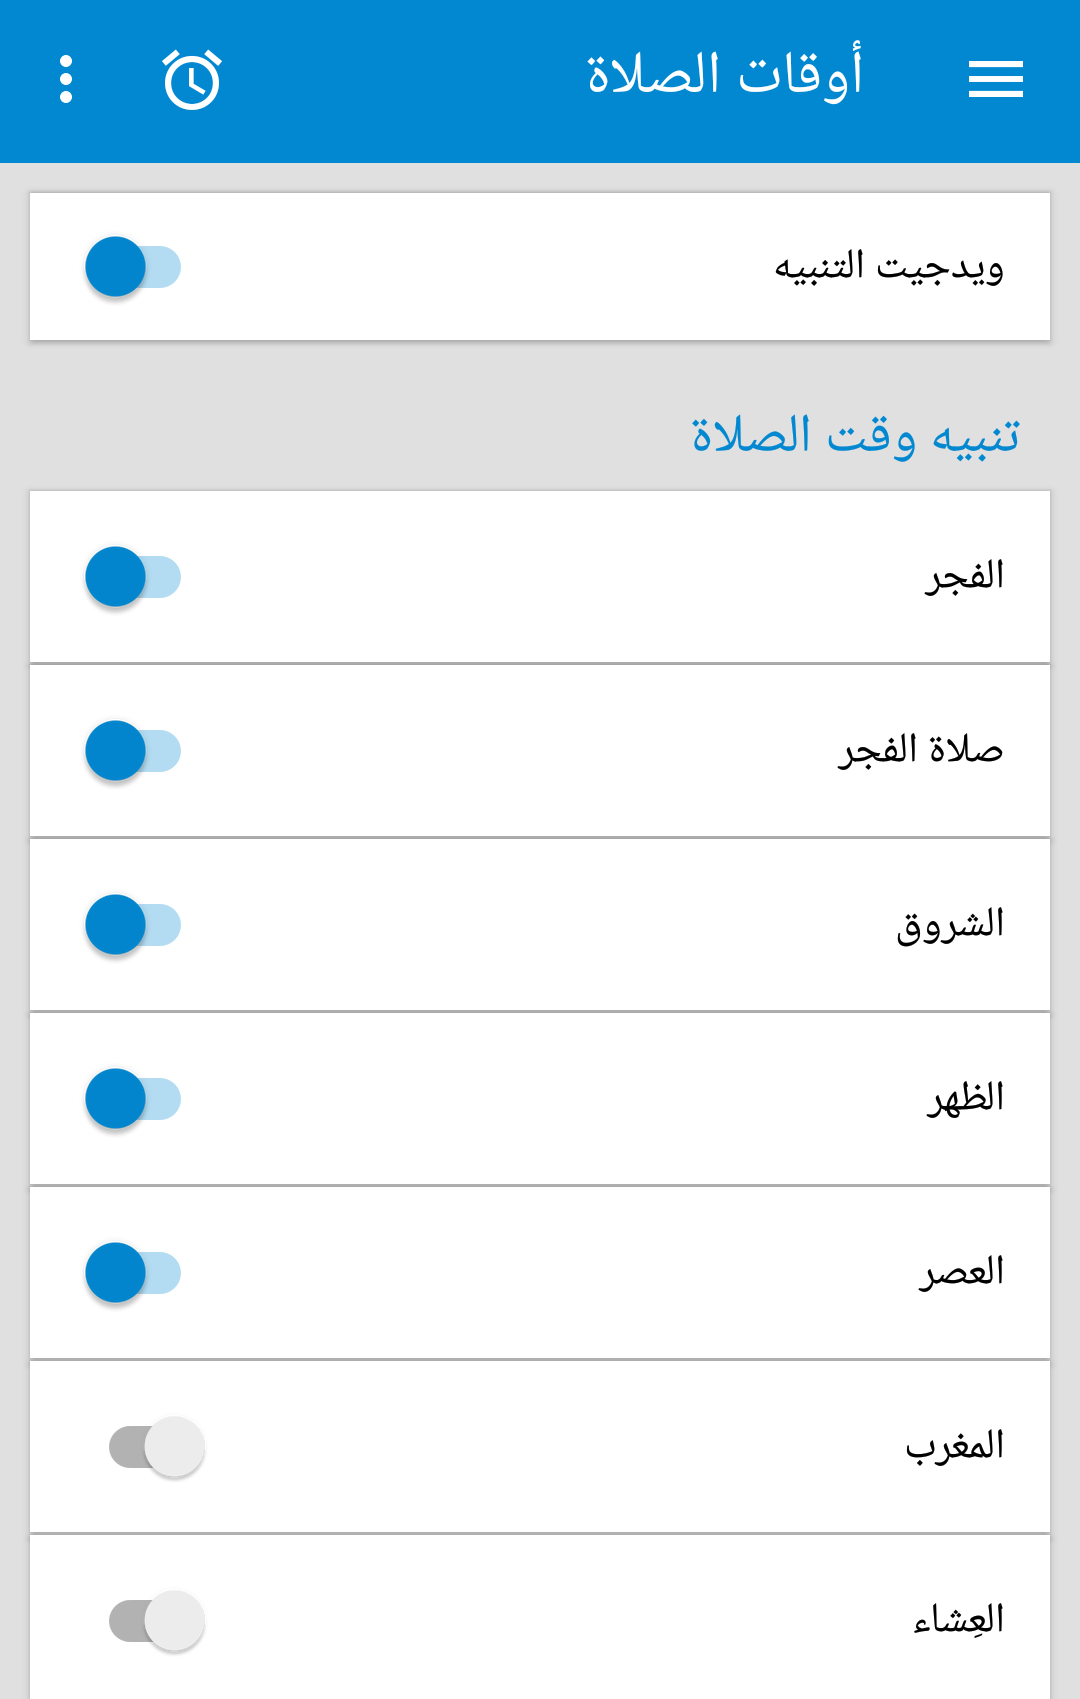 أوقات الصلاة
ويدجيت التنبيه
تنبيه وقت الصلاة
الفجر
صلاة الفجر
الشروق
الظهر
العصر
المغرب
العِشاء